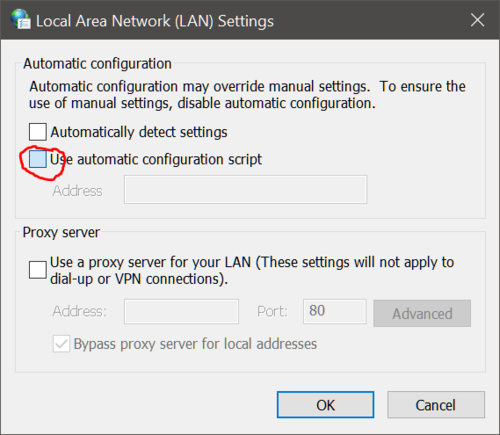 Local Area Network (LAN) Settings
Automatic configuration
Automatic configuration may override manual settings. To ensure the
use of manual settings, disable automatic configuration.
Automatically detect settings
Use automatic configuration script
Address
Proxy server
Use a proxy server for your LAN (These settings will not apply to
dial-up or VPN connections).
Address: Port: 80 Advanced
Bypass proxy server for local addresses
OK Cancel